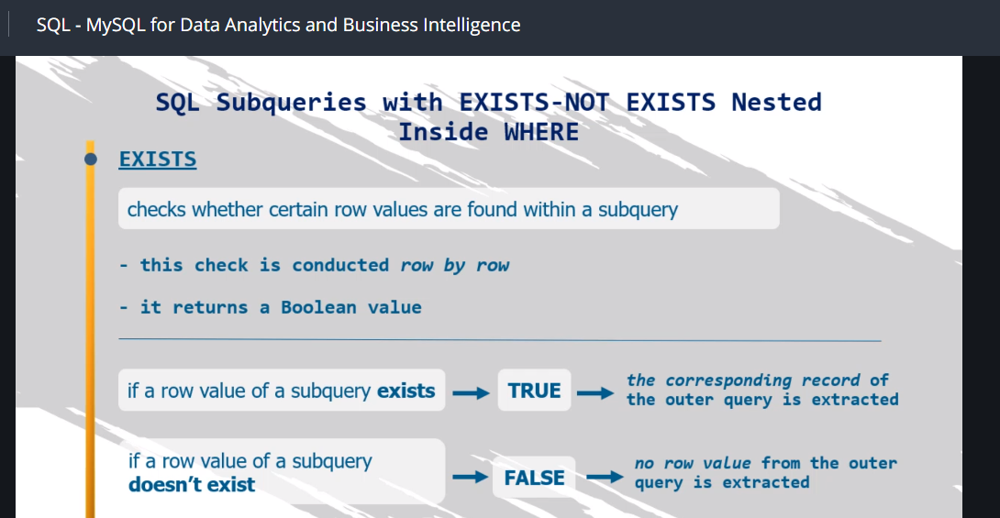 SQL - MySQL for Data Analytics and Business Intelligence
SQL Subqueries with EXISTS-NOT EXISTS Nested
Inside WHERE
EXISTS
checks whether certain row values are found within a subquery
- this check is conducted row by row
- it returns a Boolean value
if a row value of a subquery exists
TRUE
the corresponding record of
the outer query is extracted
if a row value of a subquery
doesn't exist
FALSE
no row value from the outer
query is extracted